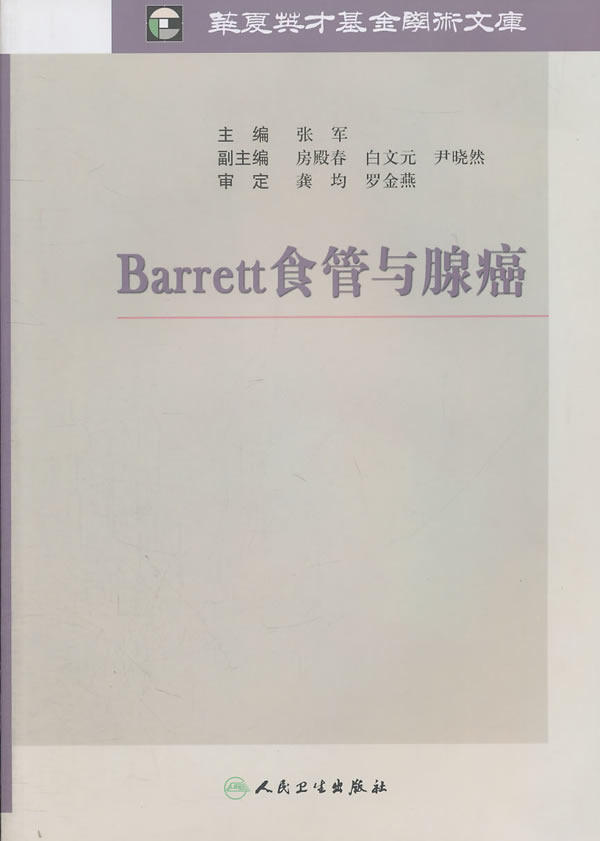 華夏英才基金學術文庫
主 编 张 军
副主编 房殿春 白文元 尹晓然
审 定 龚 均 罗金燕
Barrett食管与腺癌
人民卫生出版社